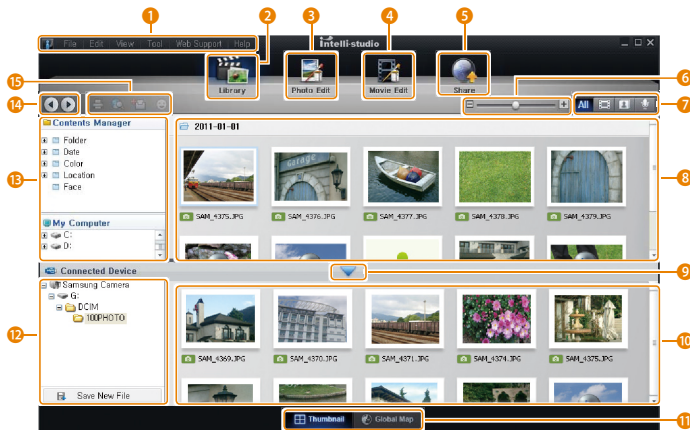 1 2 3 4 5
File Edit View Tool Web Support Help
intelli-studio
Library Photo Edit Movie Edit Share
15 6
14 All 7
Contents Manager
2011-01-01
Folder
Date
Color
Location
Face
13 8
SAM_4375.JPG SAM_4376.JPG SAM_4377.JPG SAM_4378.JPG SAM_4379.JPG
My Computer
C:
D:
Connected Device 9
Samsung Camera
G:
DCIM
100PHOTO
12 10
SAM_4369.JPG SAM_4370.JPG SAM_4371.JPG SAM_4374.JPG SAM_4375.JPG
Save New File
Thumbnail Global Map 11